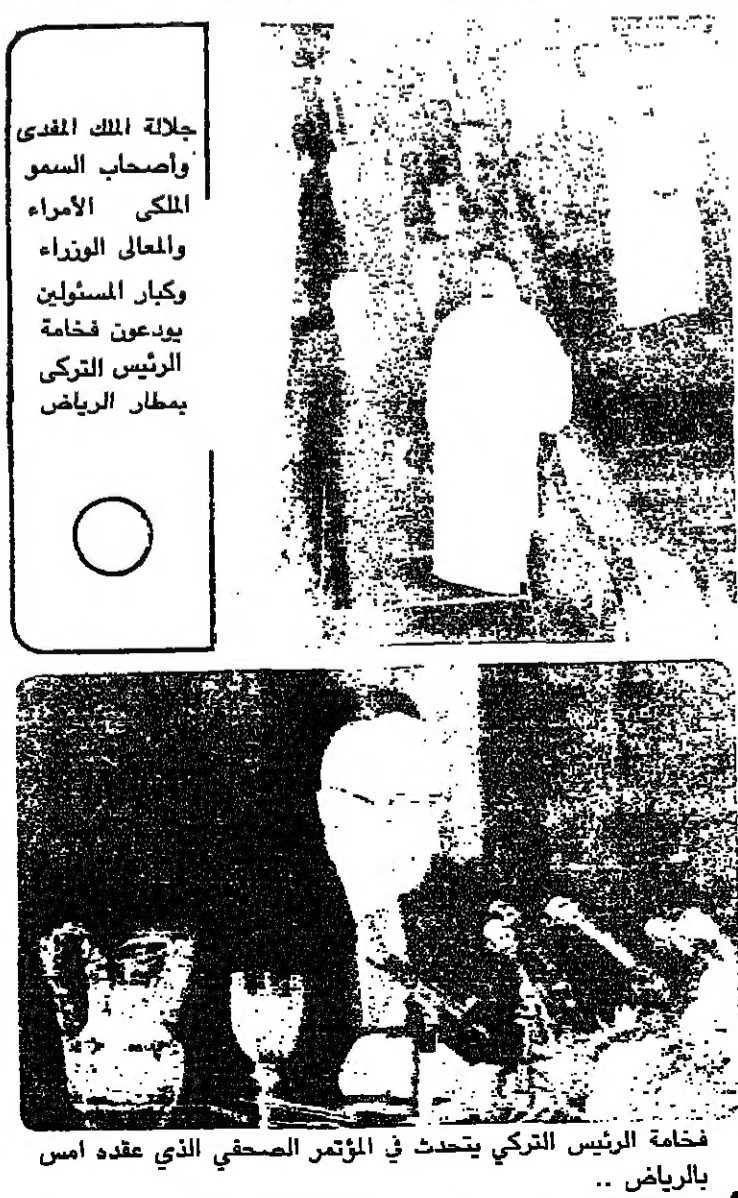 جلالة الملك المفدى
وأصحاب السمو
الملكى الأمراء
والمعالى الوزراء
وكبار المسئولين
يودعون فخامة
الرئيس التركى
بمطار الرياض
فخامة الرئيس التركي يتحدث في المؤتمر الصحفي الذي عقده امس
بالرياض ..